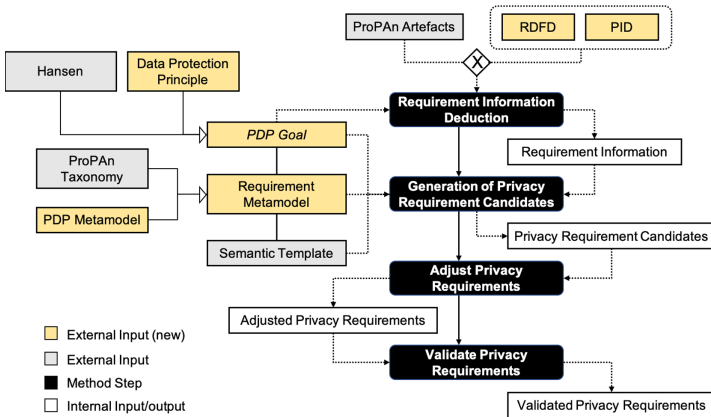 ProPAn Artefacts
RDFD
PID
Hansen
Data Protection
Principle
X
Requirement Information
Deduction
PDP Goal
Requirement Information
ProPAn
Taxonomy
Requirement
Metamodel
Generation of Privacy
Requirement Candidates
PDP Metamodel
Semantic Template
Privacy Requirement Candidates
Adjust Privacy
Requirements
Adjusted Privacy Requirements
Validate Privacy
Requirements
Validated Privacy Requirements
External Input (new)
External Input
Method Step
Internal Input/output